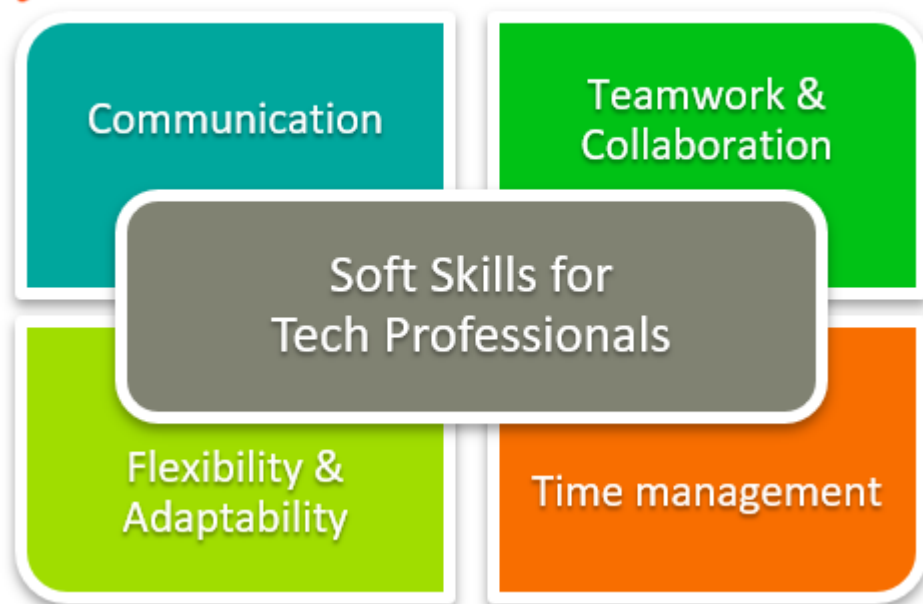 Communication
Teamwork &
Collaboration
Soft Skills for
Tech Professionals
Flexibility &
Adaptability
Time management